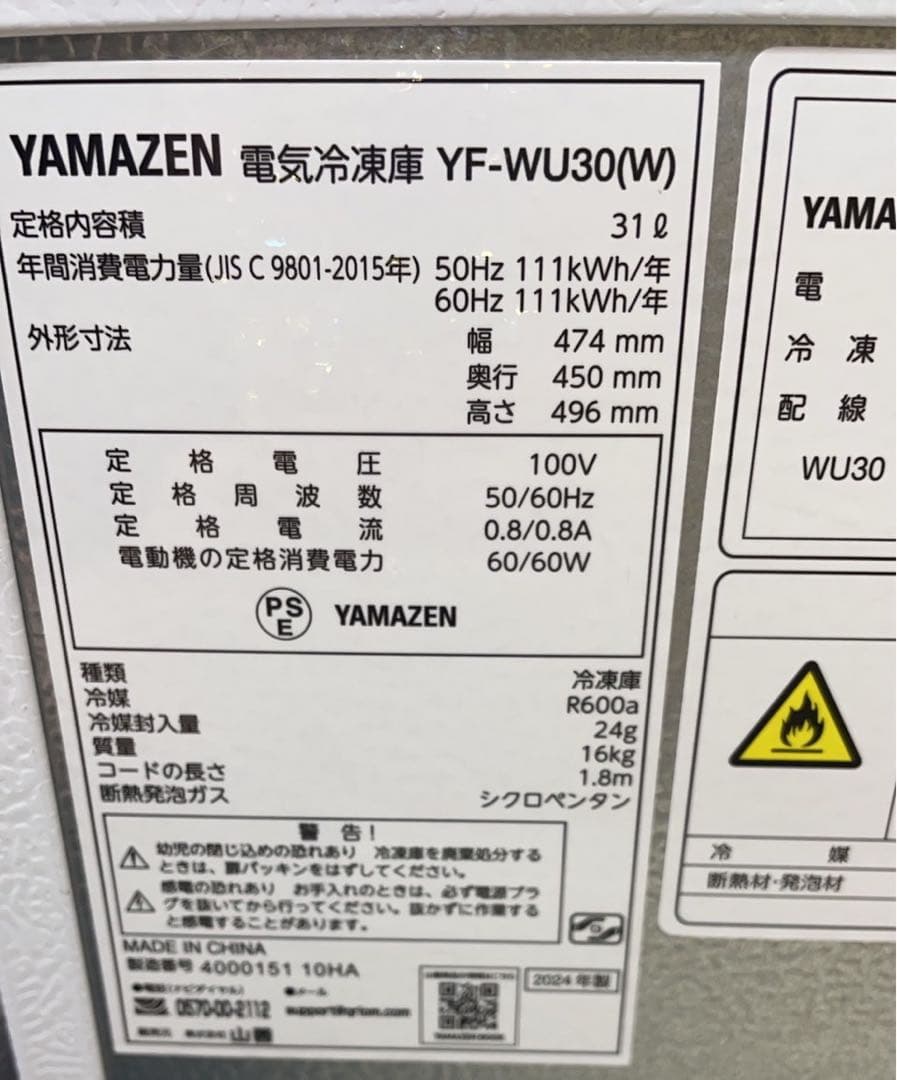 YAMAZEN 電気冷凍庫 YF-WU30(W)
定格内容積 31ℓ
年間消費電力量(JIS C 9801-2015年) 50Hz 111kWh/年
60Hz 111kWh/年
外形寸法 幅 474 mm
奥行 450 mm
高さ 496 mm
定格電圧 100V
定格周波数 50/60Hz
定格電流 0.8/0.8A
電動機の定格消費電力 60/60W
PSE YAMAZEN
種類 冷凍庫
冷媒 R600a
冷媒封入量 24g
質量 16kg
コードの長さ 1.8m
断熱発泡ガス シクロペンタン
警告!
幼児の閉じ込めの恐れあり 冷凍庫を廃棄処分する
ときは、扉パッキンをはずしてください。
感電の恐れあり お手入れのときは、必ず電源プラ
グを抜いてから行ってください。抜かずに作業する
と感電することがあります。
MADE IN CHINA
製造番号 4000151 10HA
2024年製
0570-00-2112
山善
YAMA
電
冷凍
配線
WU30
冷媒
断熱材・発泡材